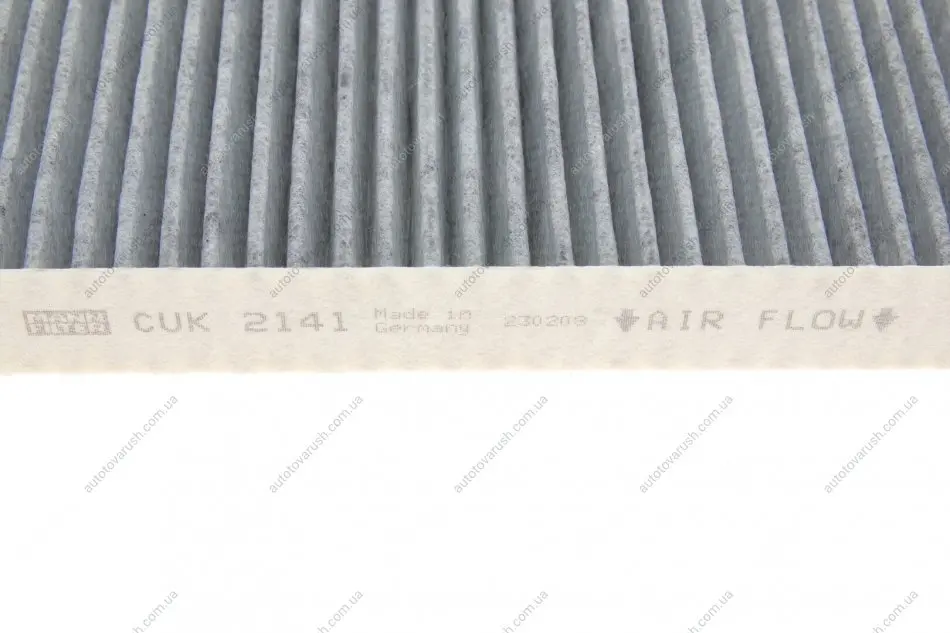 MANN
FILTER
CUK 2141
Made in
Germany
230208
AIR FLOW
autotovarush.com.ua